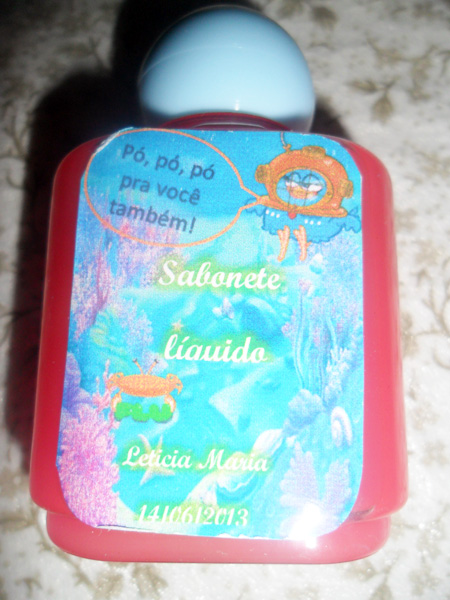 Pó, pó, pó
pra você
também!
Sabonete
líquido
Leticia Maria
14/06/2013